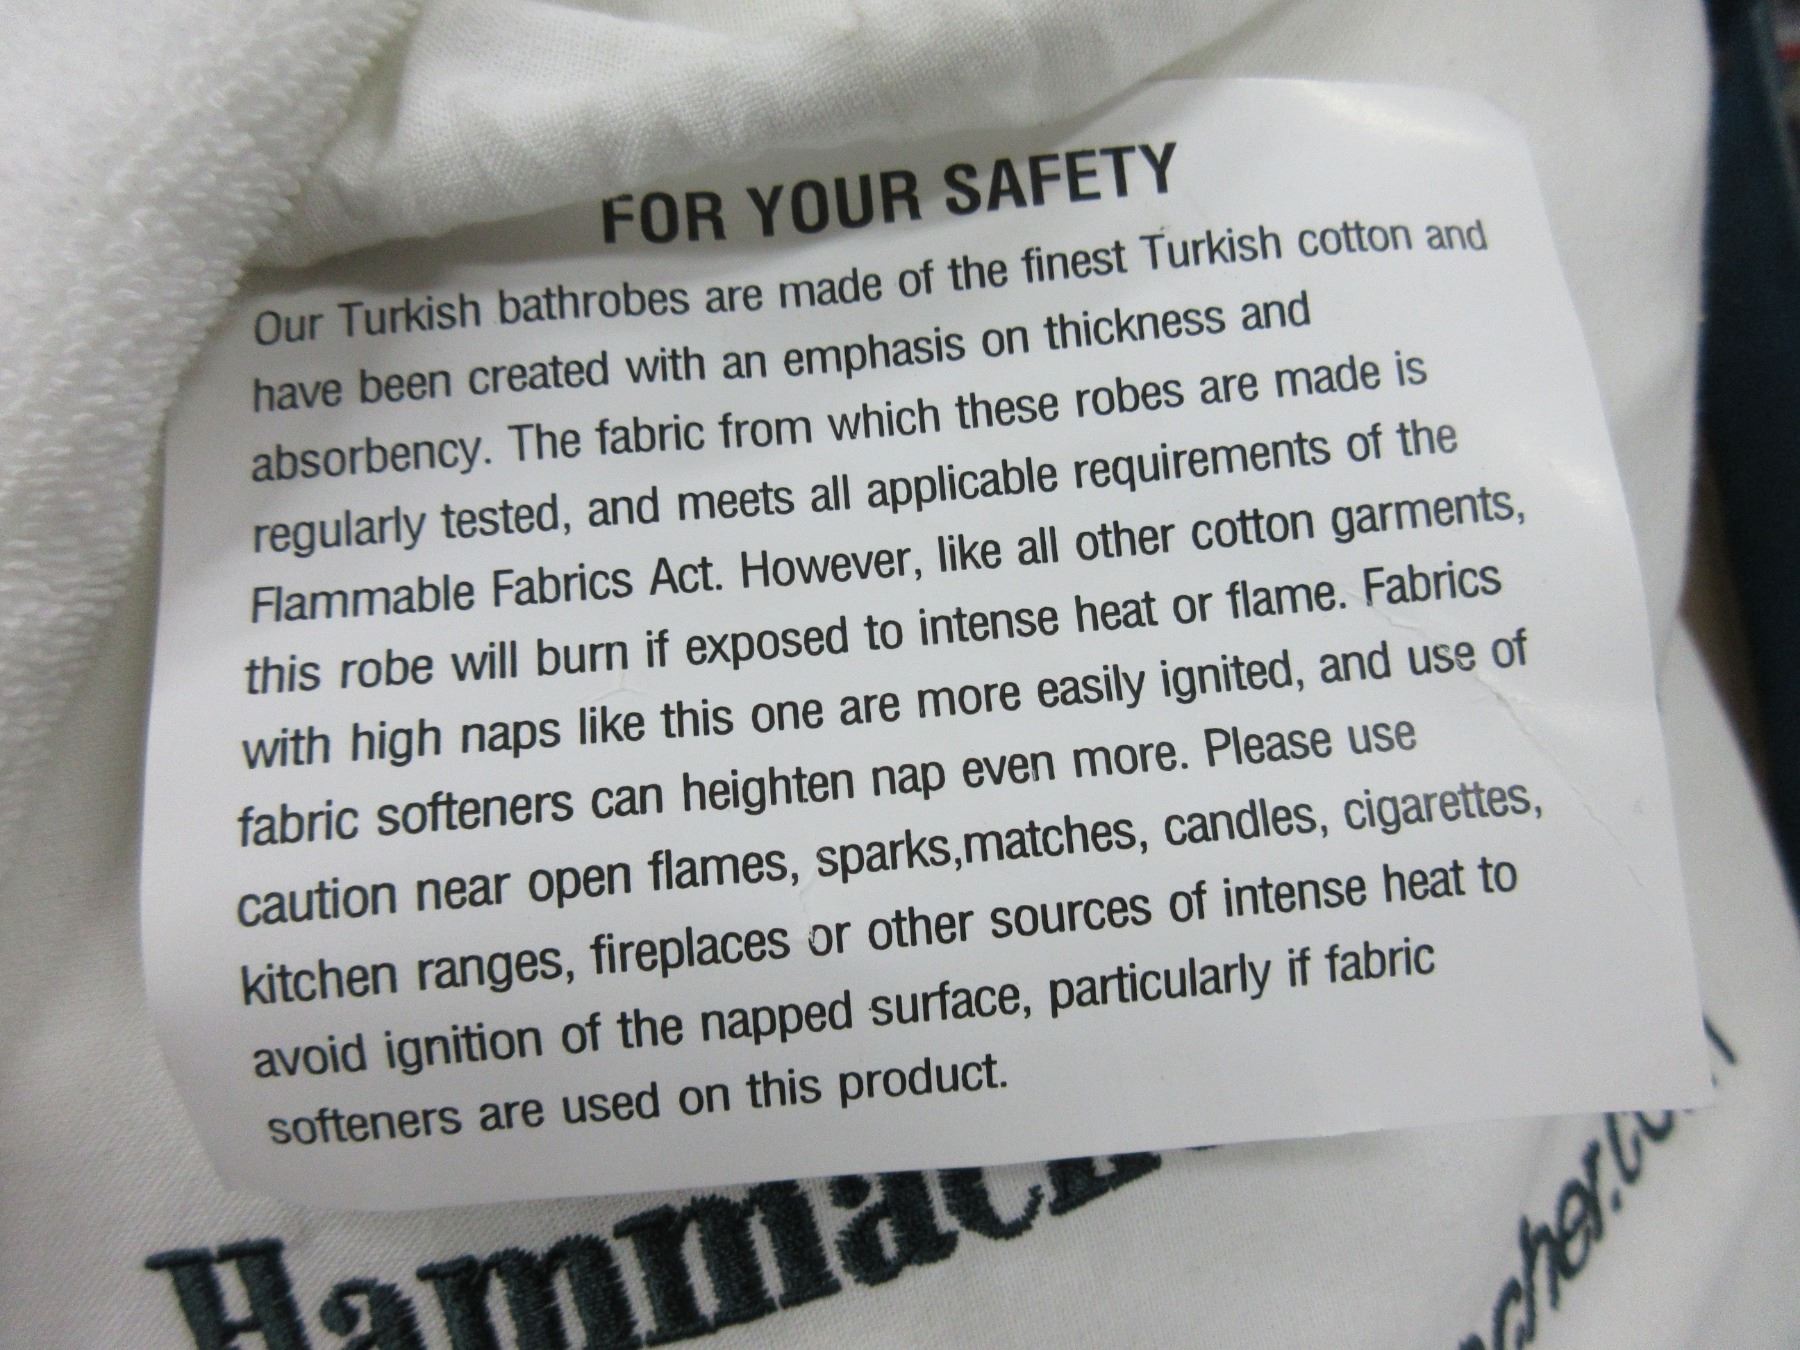 FOR YOUR SAFETY
Our Turkish bathrobes are made of the finest Turkish cotton and
have been created with an emphasis on thickness and
absorbency. The fabric from which these robes are made is
regularly tested, and meets all applicable requirements of the
Flammable Fabrics Act. However, like all other cotton garments,
this robe will burn if exposed to intense heat or flame. Fabrics
with high naps like this one are more easily ignited, and use of
fabric softeners can heighten nap even more. Please use
caution near open flames, sparks,matches, candles, cigarettes,
kitchen ranges, fireplaces or other sources of intense heat to
avoid ignition of the napped surface, particularly if fabric
softeners are used on this product.